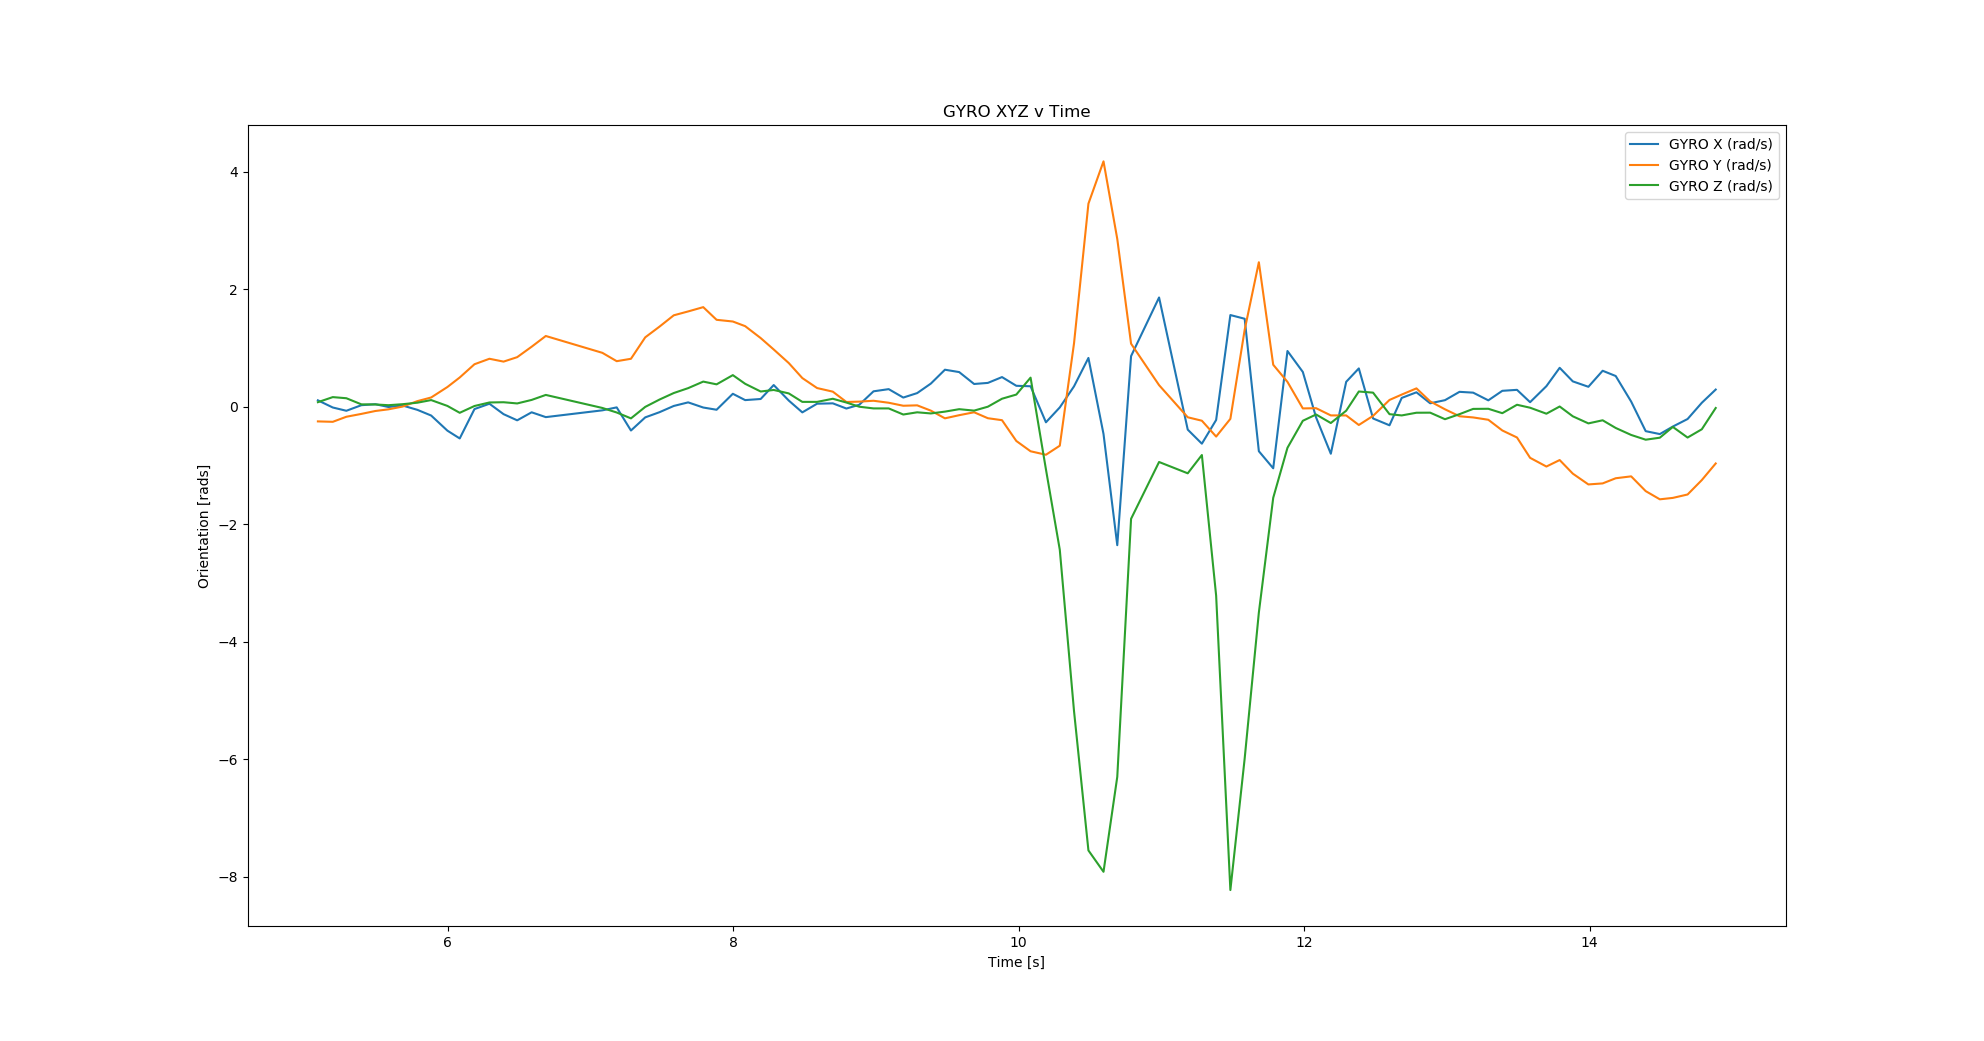 GYRO XYZ v Time
GYRO X (rad/s)
GYRO Y (rad/s)
GYRO Z (rad/s)
4
2
0
−2
−4
−6
−8
Orientation [rads]
6 8 10 12 14
Time [s]